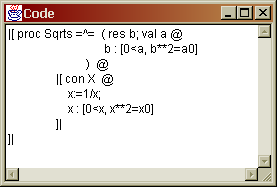 Code
|[ proc Sqrts =^= ( res b; val a @
b : [0<a, b**2=a0]
) @
|[ con X @
x:=1/x;
x : [0<x, x**2=x0]
]|
]|